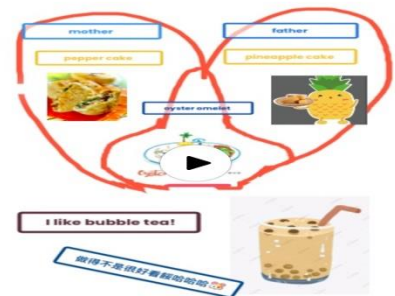 mother
father
pepper cake
pineapple cake
oyster omelet
I like bubble tea!
做得不是很好看餒哈哈哈